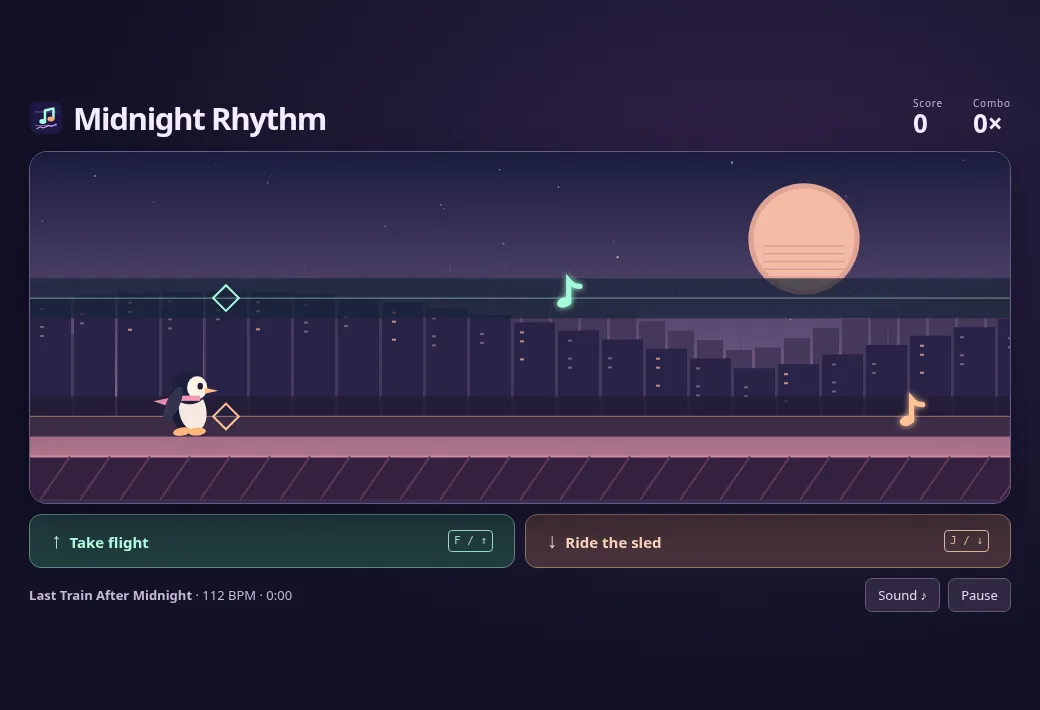 Midnight Rhythm
Score
0
Combo
0×
↑ Take flight F / ↑
↓ Ride the sled J / ↓
Last Train After Midnight · 112 BPM · 0:00
Sound ♪
Pause